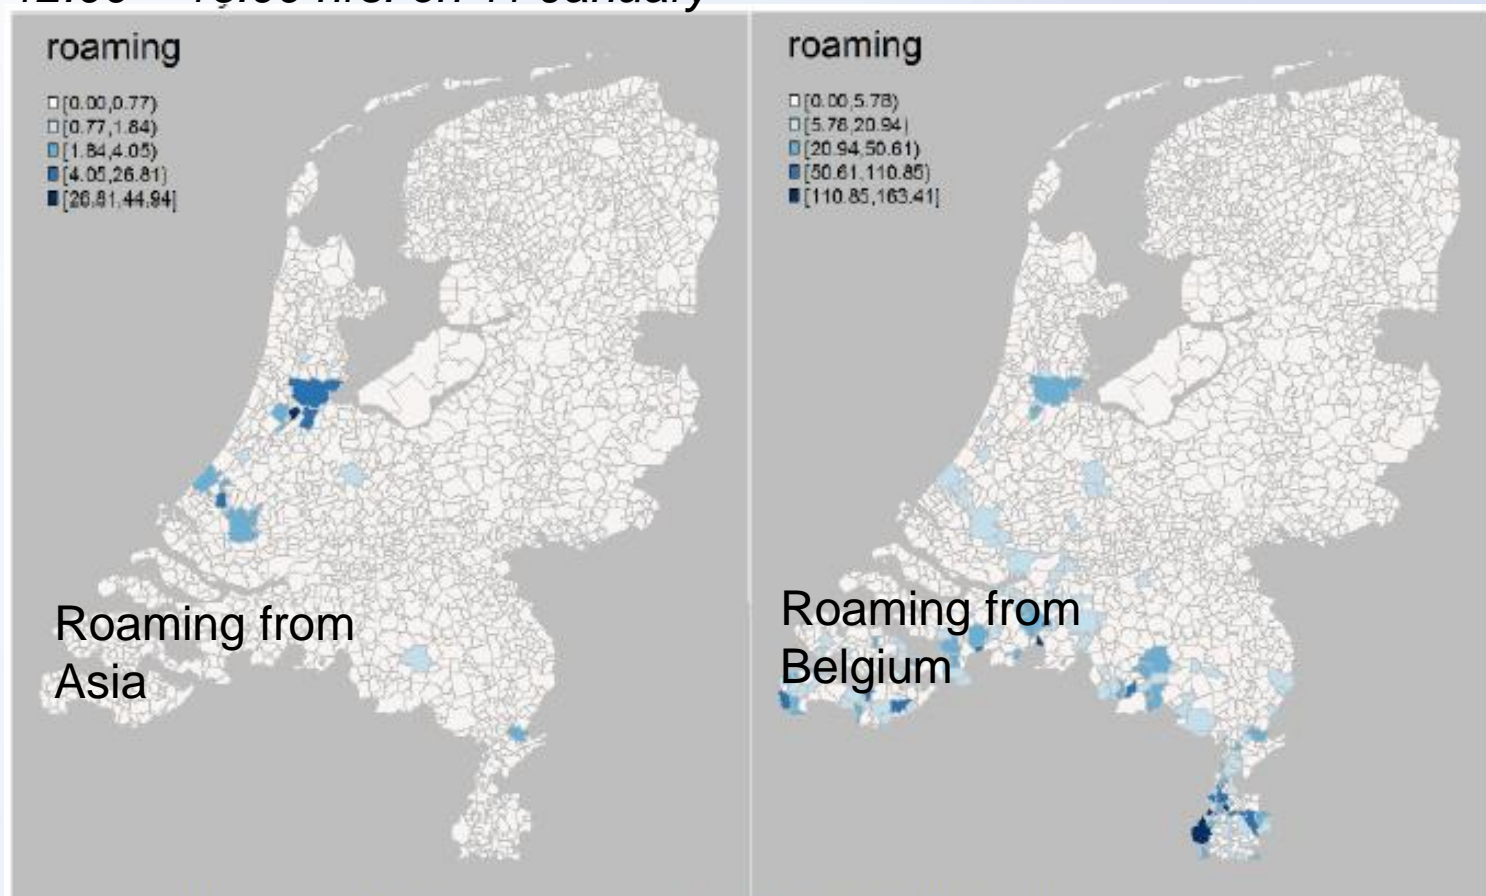 roaming
[0.00,0.77)
[0.77,1.84)
[1.84,4.05)
[4.05,26.81)
[26.81,44.94]
Roaming from
Asia
roaming
[0.00,5.78)
[5.78,20.94)
[20.94,50.61)
[50.61,110.85)
[110.85,163.41]
Roaming from
Belgium